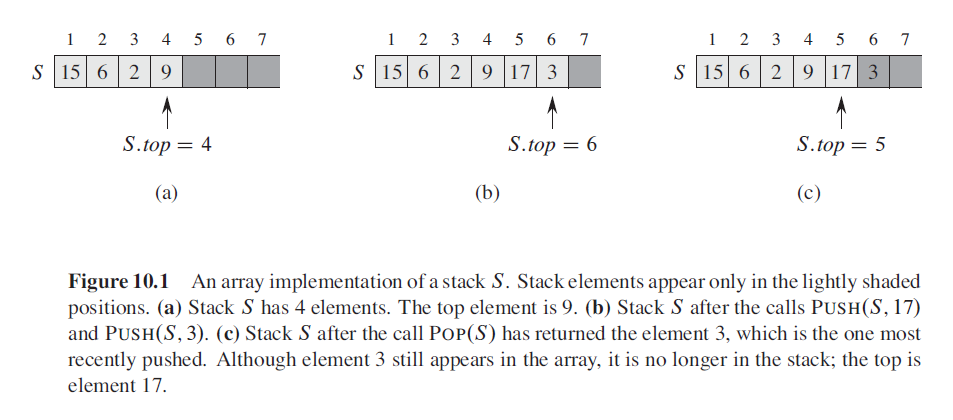 1 2 3 4 5 6 7
S 15 6 2 9
S.top = 4
(a)
1 2 3 4 5 6 7
S 15 6 2 9 17 3
S.top = 6
(b)
1 2 3 4 5 6 7
S 15 6 2 9 17 3
S.top = 5
(c)
Figure 10.1 An array implementation of a stack S. Stack elements appear only in the lightly shaded
positions. (a) Stack S has 4 elements. The top element is 9. (b) Stack S after the calls PUSH(S, 17)
and PUSH(S, 3). (c) Stack S after the call POP(S) has returned the element 3, which is the one most
recently pushed. Although element 3 still appears in the array, it is no longer in the stack; the top is
element 17.